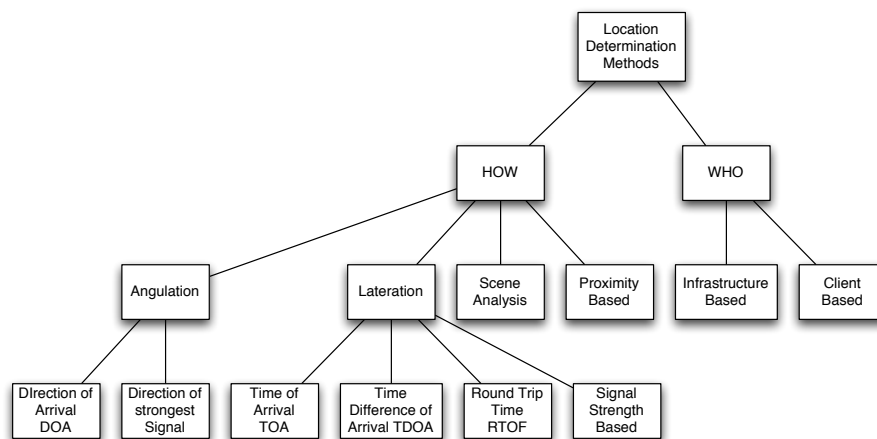 Location
Determination
Methods
HOW
WHO
Angulation
Lateration
Scene
Analysis
Proximity
Based
Infrastructure
Based
Client
Based
DIrection of
Arrival
DOA
Direction of
strongest
Signal
Time of
Arrival
TOA
Time
Difference of
Arrival TDOA
Round Trip
Time
RTOF
Signal
Strength
Based